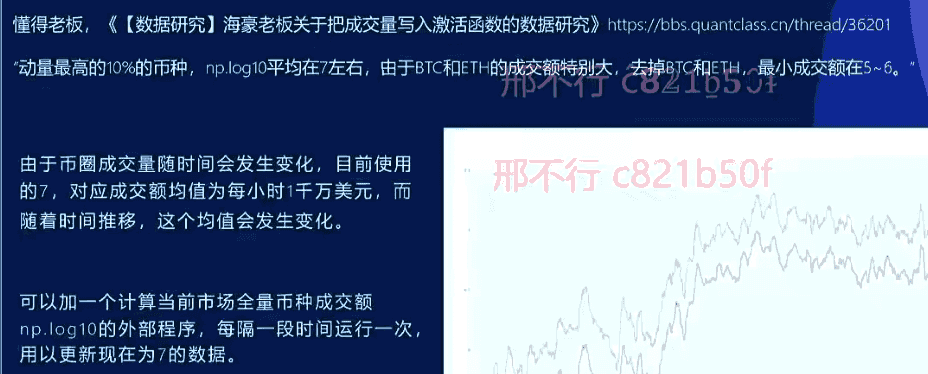 懂得老板，《【数据研究】海豪老板关于把成交量写入激活函数的数据研究》https://bbs.quantclass.cn/thread/36201
“动量最高的10%的币种，np.log10平均在7左右，由于BTC和ETH的成交额特别大，去掉BTC和ETH，最小成交额在5~6。”
邢不行 c821b50f
由于币圈成交量随时间会发生变化，目前使用
的7，对应成交额均值为每小时1千万美元，而
随着时间推移，这个均值会发生变化。
邢不行 c821b50f
可以加一个计算当前市场全量币种成交额
np.log10的外部程序，每隔一段时间运行一次，
用以更新现在为7的数据。